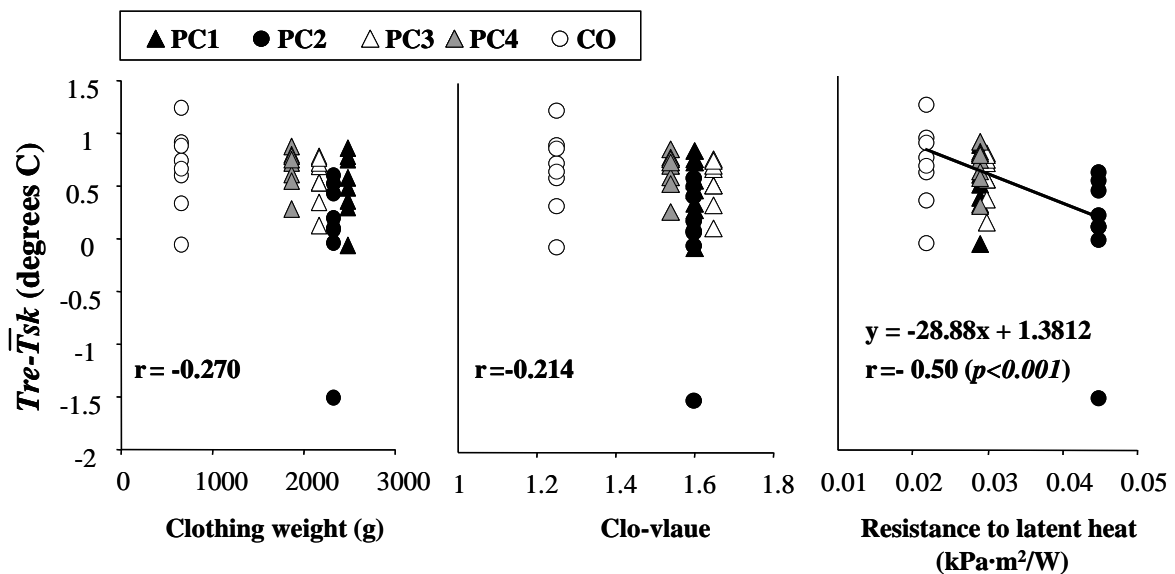 PC1 PC2 PC3 PC4 CO
Tre-T̅sk (degrees C)
1.5
1
0.5
0
-0.5
-1
-1.5
-2
r = -0.270
0 1000 2000 3000
Clothing weight (g)
r =-0.214
1 1.2 1.4 1.6 1.8
Clo-vlaue
y = -28.88x + 1.3812
r =- 0.50 (p<0.001)
0.01 0.02 0.03 0.04 0.05
Resistance to latent heat
(kPa·m²/W)